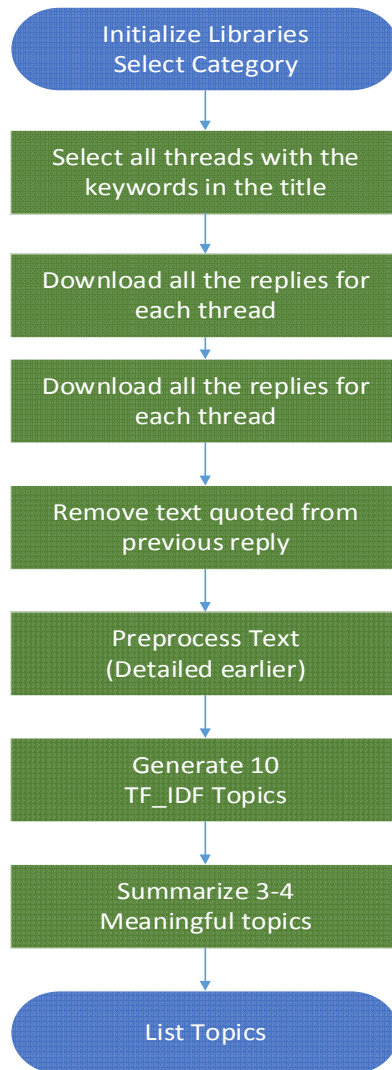 Initialize Libraries
Select Category
Select all threads with the
keywords in the title
Download all the replies for
each thread
Download all the replies for
each thread
Remove text quoted from
previous reply
Preprocess Text
(Detailed earlier)
Generate 10
TF_IDF Topics
Summarize 3-4
Meaningful topics
List Topics